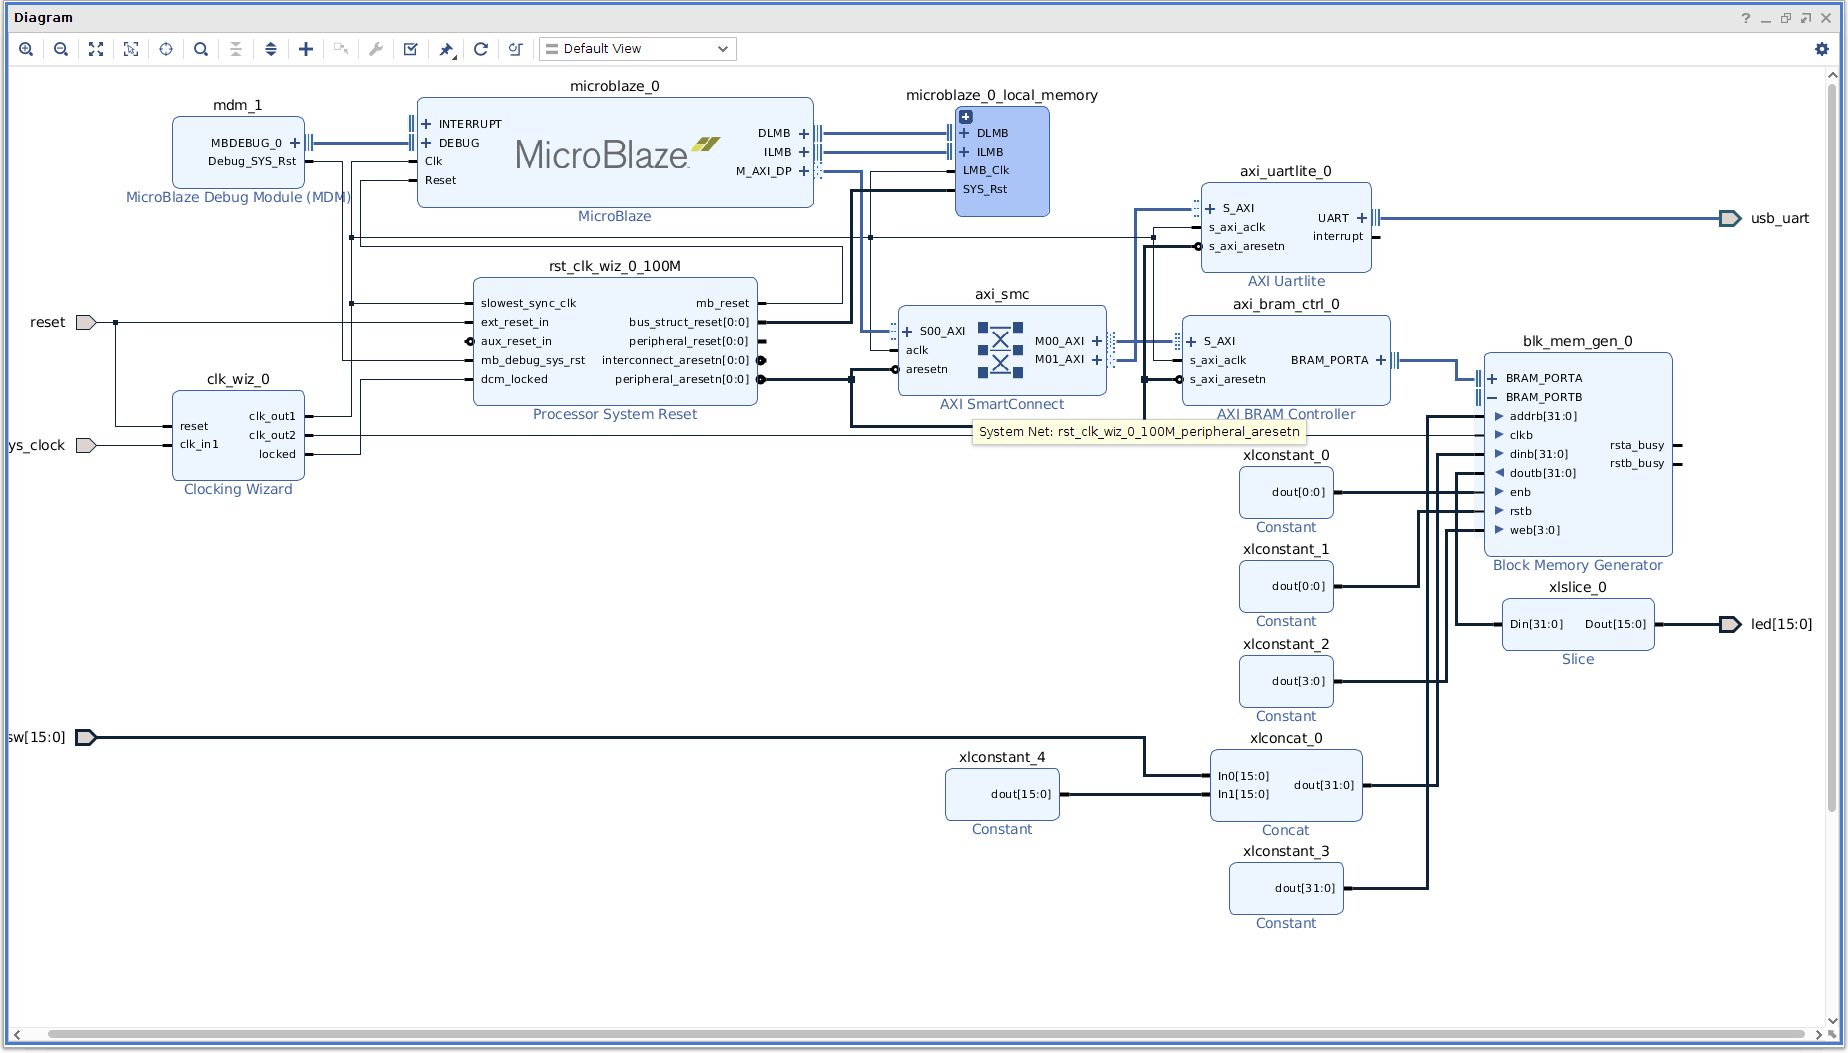 Diagram
? 
Default View
mdm_1
MBDEBUG_0
Debug_SYS_Rst
MicroBlaze Debug Module (MDM)
microblaze_0
INTERRUPT
DEBUG
Clk
Reset
MicroBlaze
DLMB
ILMB
M_AXI_DP
MicroBlaze
microblaze_0_local_memory
DLMB
ILMB
LMB_Clk
SYS_Rst
axi_uartlite_0
S_AXI
s_axi_aclk
s_axi_aresetn
UART
interrupt
AXI Uartlite
usb_uart
rst_clk_wiz_0_100M
slowest_sync_clk
ext_reset_in
aux_reset_in
mb_debug_sys_rst
dcm_locked
mb_reset
bus_struct_reset[0:0]
peripheral_reset[0:0]
interconnect_aresetn[0:0]
peripheral_aresetn[0:0]
Processor System Reset
axi_smc
S00_AXI
aclk
aresetn
M00_AXI
M01_AXI
AXI SmartConnect
axi_bram_ctrl_0
S_AXI
s_axi_aclk
s_axi_aresetn
BRAM_PORTA
AXI BRAM Controller
System Net: rst_clk_wiz_0_100M_peripheral_aresetn
reset
ys_clock
clk_wiz_0
reset
clk_in1
clk_out1
clk_out2
locked
Clocking Wizard
blk_mem_gen_0
BRAM_PORTA
BRAM_PORTB
addrb[31:0]
clkb
dinb[31:0]
doutb[31:0]
enb
rstb
web[3:0]
rsta_busy
rstb_busy
Block Memory Generator
xlconstant_0
dout[0:0]
Constant
xlconstant_1
dout[0:0]
Constant
xlslice_0
Din[31:0]
Dout[15:0]
Slice
led[15:0]
xlconstant_2
dout[3:0]
Constant
sw[15:0]
xlconstant_4
dout[15:0]
Constant
xlconcat_0
In0[15:0]
In1[15:0]
dout[31:0]
Concat
xlconstant_3
dout[31:0]
Constant